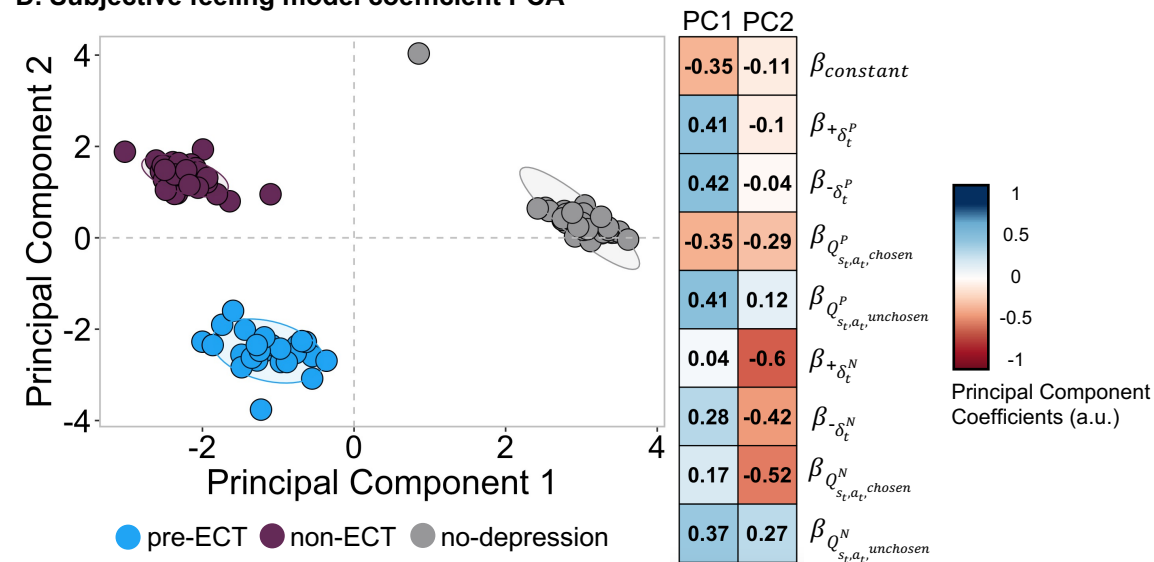 D. Subjective feeling model coefficient PCA
PC1 PC2
4
2
0
-2
-4
Principal Component 2
-2 0 2 4
Principal Component 1
pre-ECT non-ECT no-depression
-0.35 -0.11 β_constant
0.41 -0.1 β_+δ_t^P
0.42 -0.04 β_-δ_t^P
-0.35 -0.29 β_Q^P_s_t,a_t,chosen
0.41 0.12 β_Q^P_s_t,a_t,unchosen
0.04 -0.6 β_+δ_t^N
0.28 -0.42 β_-δ_t^N
0.17 -0.52 β_Q^N_s_t,a_t,chosen
0.37 0.27 β_Q^N_s_t,a_t,unchosen
1
0.5
0
-0.5
-1
Principal Component
Coefficients (a.u.)